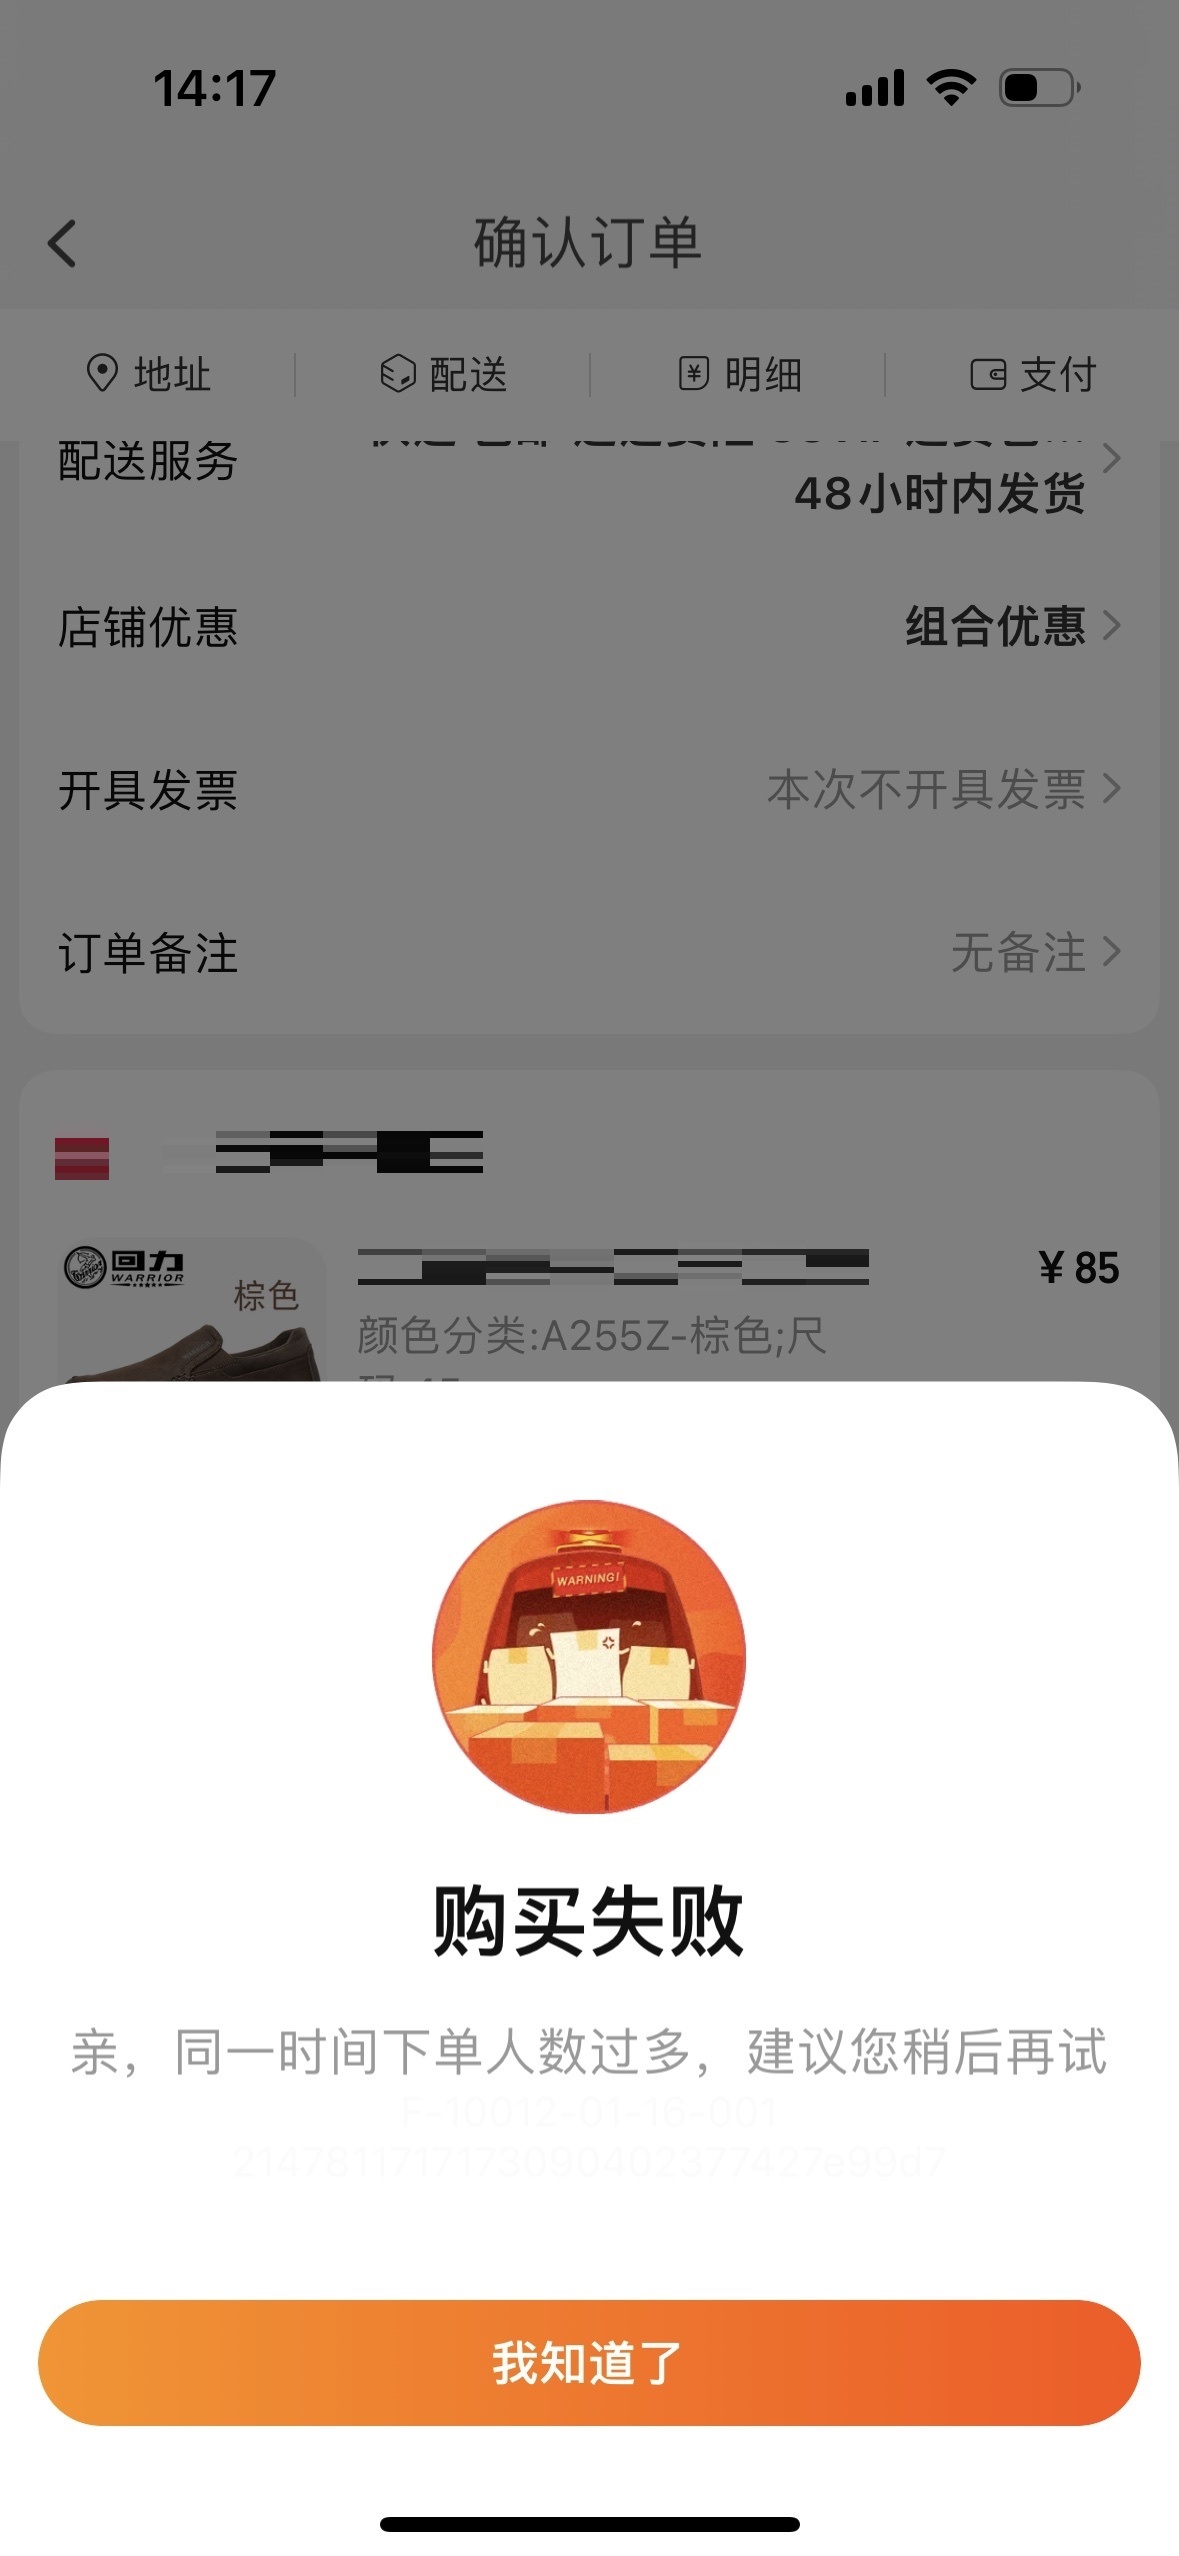 14:17
确认订单
地址
配送
明细
支付
配送服务
48小时内发货
店铺优惠
组合优惠
开具发票
本次不开具发票
订单备注
无备注
回力
WARRIOR
棕色
¥ 85
颜色分类:A255Z-棕色;尺
WARNING!
购买失败
亲，同一时间下单人数过多，建议您稍后再试
F-10012-01-16-001
2147811717173090402377427e99d7
我知道了